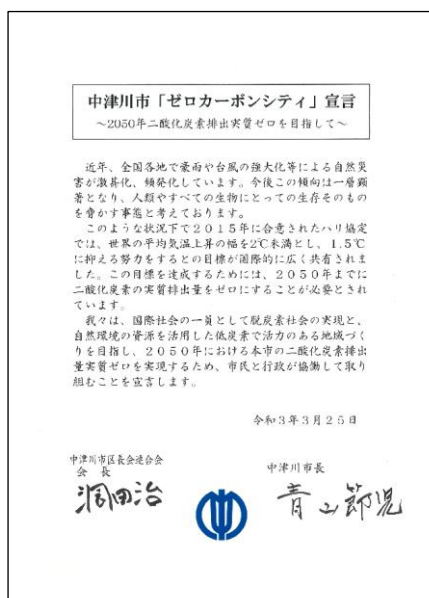 中津川市「ゼロカーボンシティ」宣言
～2050年二酸化炭素排出実質ゼロを目指して～
近年、全国各地で豪雨や台風の強大化等による自然災
害が激甚化、頻発化しています。今後この傾向は一層顕
著となり、人類やすべての生物にとっての生存そのもの
を脅かす事態と考えております。
このような状況下で2015年に合意されたパリ協定
では、世界の平均気温上昇の幅を2℃未満とし、1.5℃
に抑える努力をするとの目標が国際的に広く共有されま
した。この目標を達成するためには、2050年までに
二酸化炭素の実質排出量をゼロにすることが必要とされ
ています。
我々は、国際社会の一員として脱炭素社会の実現と、
自然環境の資源を活用した低炭素で活力のある地域づく
りを目指し、2050年における本市の二酸化炭素排出
量実質ゼロを実現するため、市民と行政が協働して取り
組むことを宣言します。
令和3年3月25日
中津川市区長会連合会
会　長
洞田治
中津川市長
青山節児